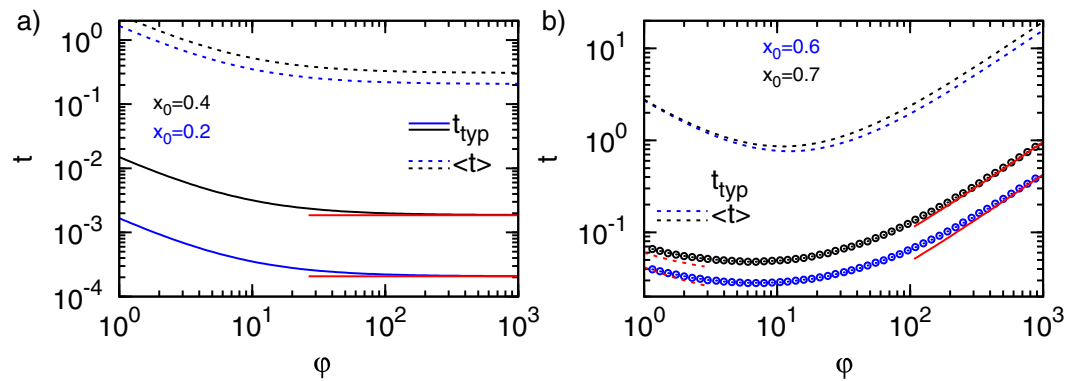 a)
10⁰
10⁻¹
10⁻²
10⁻³
10⁻⁴
t
x₀=0.4
x₀=0.2
t_typ
<t>
10⁰ 10¹ 10² 10³
φ
b)
10¹
10⁰
10⁻¹
t
x₀=0.6
x₀=0.7
t_typ
<t>
10⁰ 10¹ 10² 10³
φ